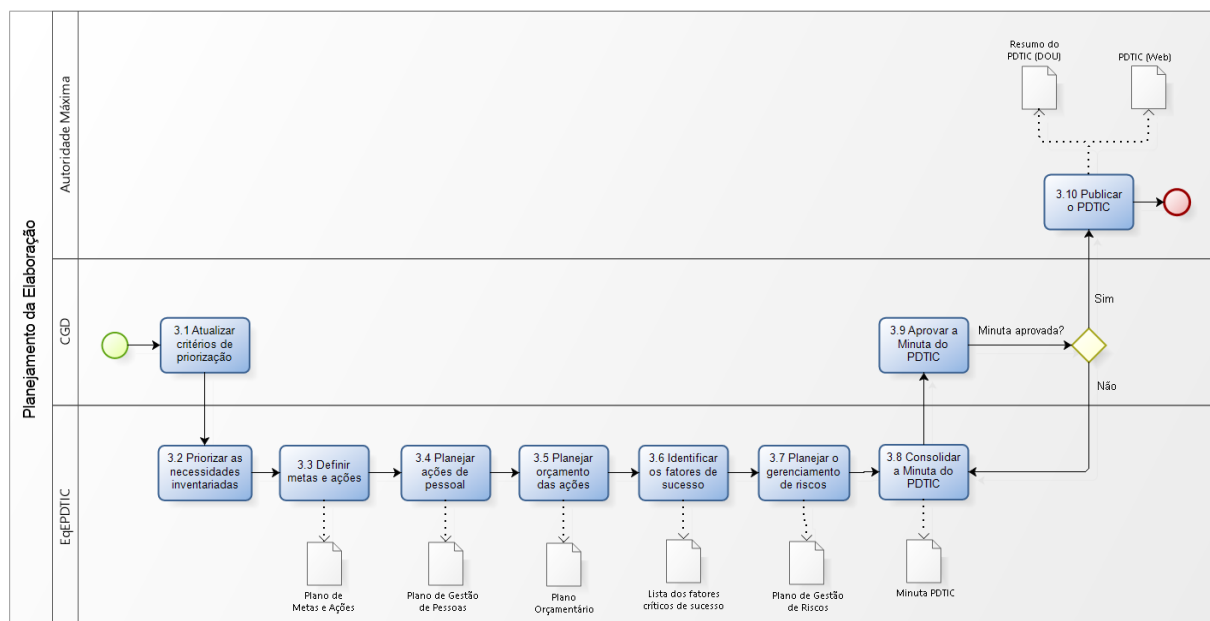 Planejamento da Elaboração
Autoridade Máxima
Resumo do
PDTIC (DOU)
PDTIC (Web)
3.10 Publicar
o PDTIC
CGD
3.1 Atualizar
critérios de
priorização
3.9 Aprovar a
Minuta do
PDTIC
Minuta aprovada?
Sim
Não
EqEPDTIC
3.2 Priorizar as
necessidades
inventariadas
3.3 Definir
metas e ações
3.4 Planejar
ações de
pessoal
3.5 Planejar
orçamento
das ações
3.6 Identificar
os fatores de
sucesso
3.7 Planejar o
gerenciamento
de riscos
3.8 Consolidar
a Minuta do
PDTIC
Plano de
Metas e Ações
Plano de Gestão
de Pessoas
Plano
Orçamentário
Lista dos fatores
críticos de sucesso
Plano de Gestão
de Riscos
Minuta PDTIC